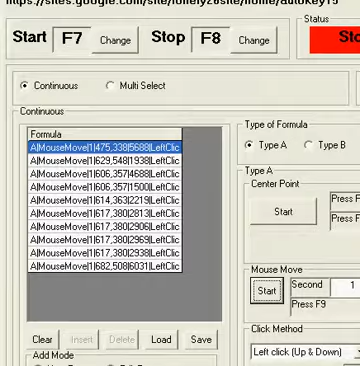 https://sites.google.com/site/lonelyz6site/home/autokey15
Status
Start F7 Change Stop F8 Change Sto
Continuous Multi Select
Continuous
Formula
A|MouseMove|1|475,338|5688|LeftClic
A|MouseMove|1|629,548|1938|LeftClic
A|MouseMove|1|606,357|4688|LeftClic
A|MouseMove|1|606,357|1500|LeftClic
A|MouseMove|1|614,363|2219|LeftClic
A|MouseMove|1|617,380|2813|LeftClic
A|MouseMove|1|617,380|2906|LeftClic
A|MouseMove|1|617,380|2969|LeftClic
A|MouseMove|1|617,380|2938|LeftClic
A|MouseMove|1|682,508|6031|LeftClic
Clear Insert Delete Load Save
Add Mode
Type of Formula
Type A Type B
Type A
Center Point
Start
Press F
Press F
Mouse Move
Start Second 1
Press F9
Click Method
Left click (Up & Down)